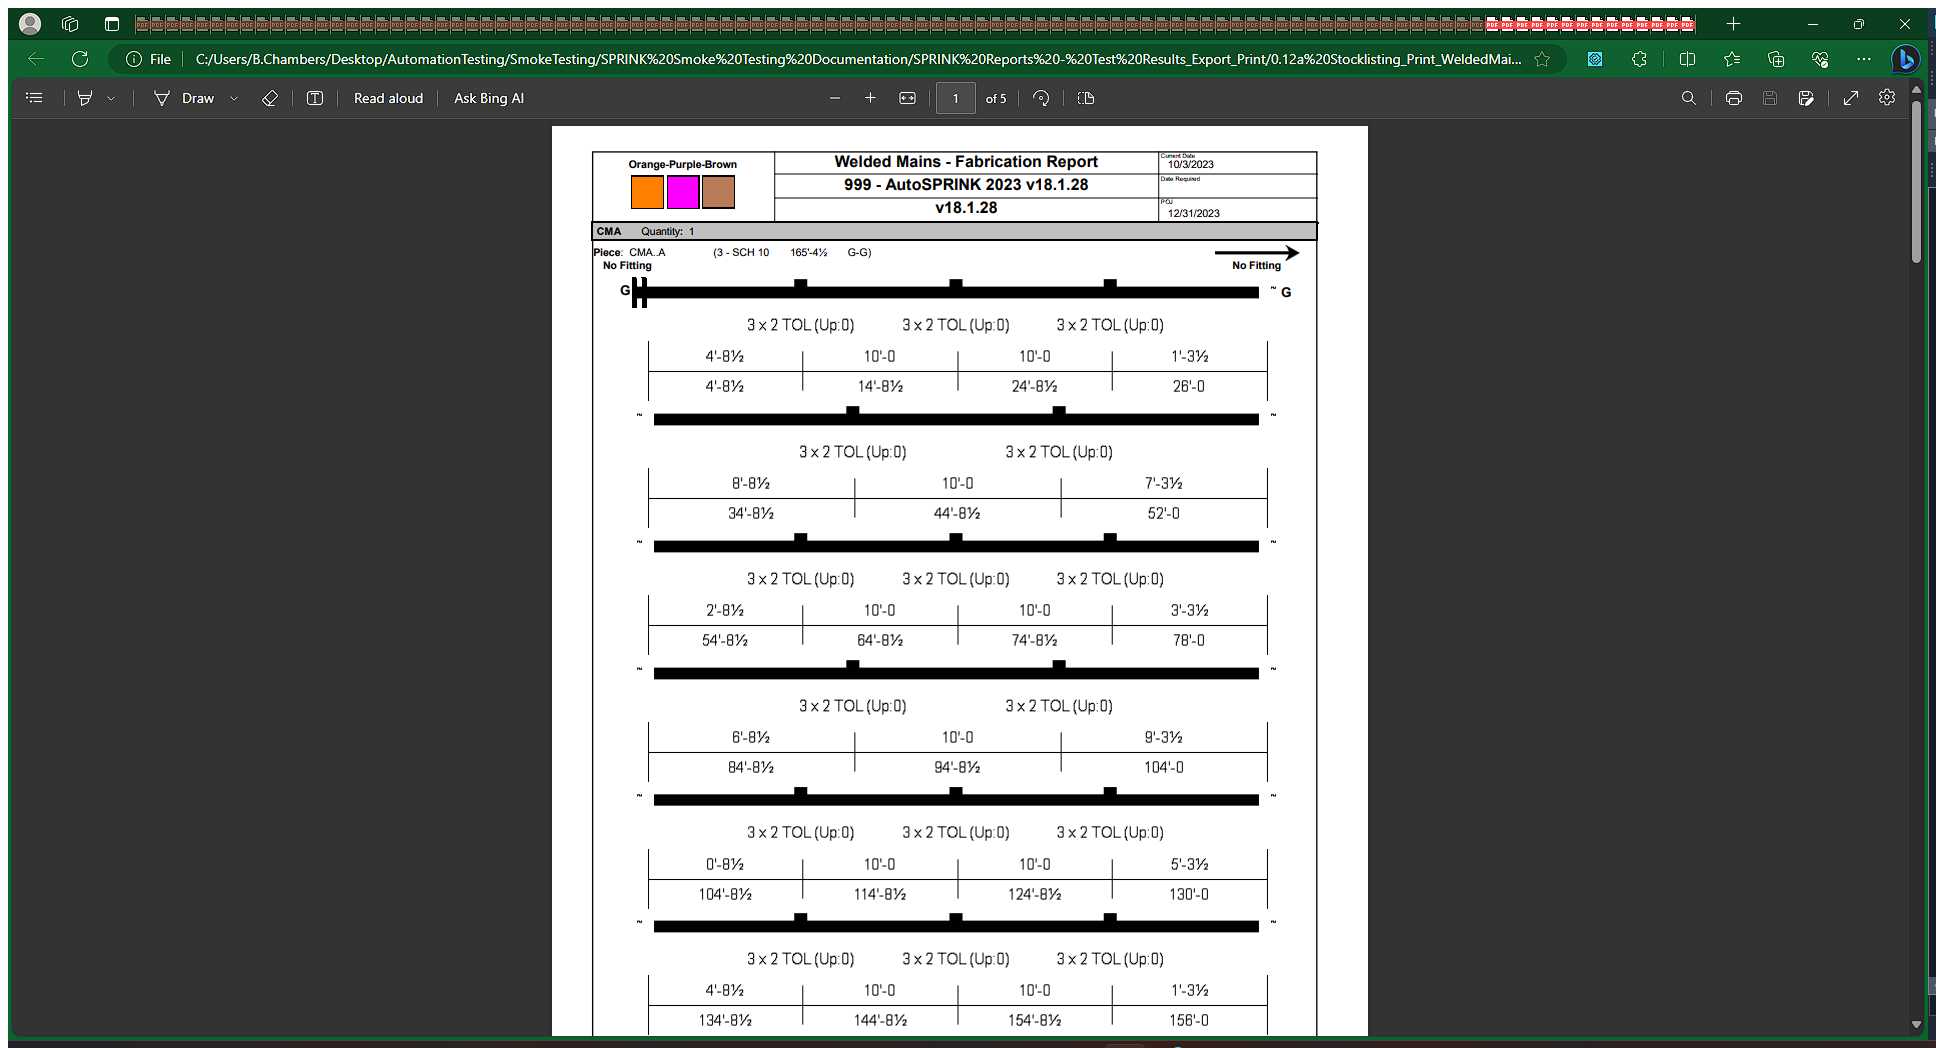 File C:/Users/B.Chambers/Desktop/AutomationTesting/SmokeTesting/SPRINK%20Smoke%20Testing%20Documentation/SPRINK%20Reports%20-%20Test%20Results_Export_Print/0.12a%20Stocklisting_Print_WeldedMai...
Draw Read aloud Ask Bing AI 1 of 5
Orange-Purple-Brown
Welded Mains - Fabrication Report
999 - AutoSPRINK 2023 v18.1.28
v18.1.28
Current Date
10/3/2023
Date Required
POJ
12/31/2023
CMA Quantity: 1
Piece: CMA..A (3 - SCH 10 165'-4½ G-G)
No Fitting No Fitting
G ~ G
3 x 2 TOL (Up:0) 3 x 2 TOL (Up:0) 3 x 2 TOL (Up:0)
4'-8½ 10'-0 10'-0 1'-3½
4'-8½ 14'-8½ 24'-8½ 26'-0
~ ~
3 x 2 TOL (Up:0) 3 x 2 TOL (Up:0)
8'-8½ 10'-0 7'-3½
34'-8½ 44'-8½ 52'-0
~ ~
3 x 2 TOL (Up:0) 3 x 2 TOL (Up:0) 3 x 2 TOL (Up:0)
2'-8½ 10'-0 10'-0 3'-3½
54'-8½ 64'-8½ 74'-8½ 78'-0
~ ~
3 x 2 TOL (Up:0) 3 x 2 TOL (Up:0)
6'-8½ 10'-0 9'-3½
84'-8½ 94'-8½ 104'-0
~ ~
3 x 2 TOL (Up:0) 3 x 2 TOL (Up:0) 3 x 2 TOL (Up:0)
0'-8½ 10'-0 10'-0 5'-3½
104'-8½ 114'-8½ 124'-8½ 130'-0
~ ~
3 x 2 TOL (Up:0) 3 x 2 TOL (Up:0) 3 x 2 TOL (Up:0)
4'-8½ 10'-0 10'-0 1'-3½
134'-8½ 144'-8½ 154'-8½ 156'-0